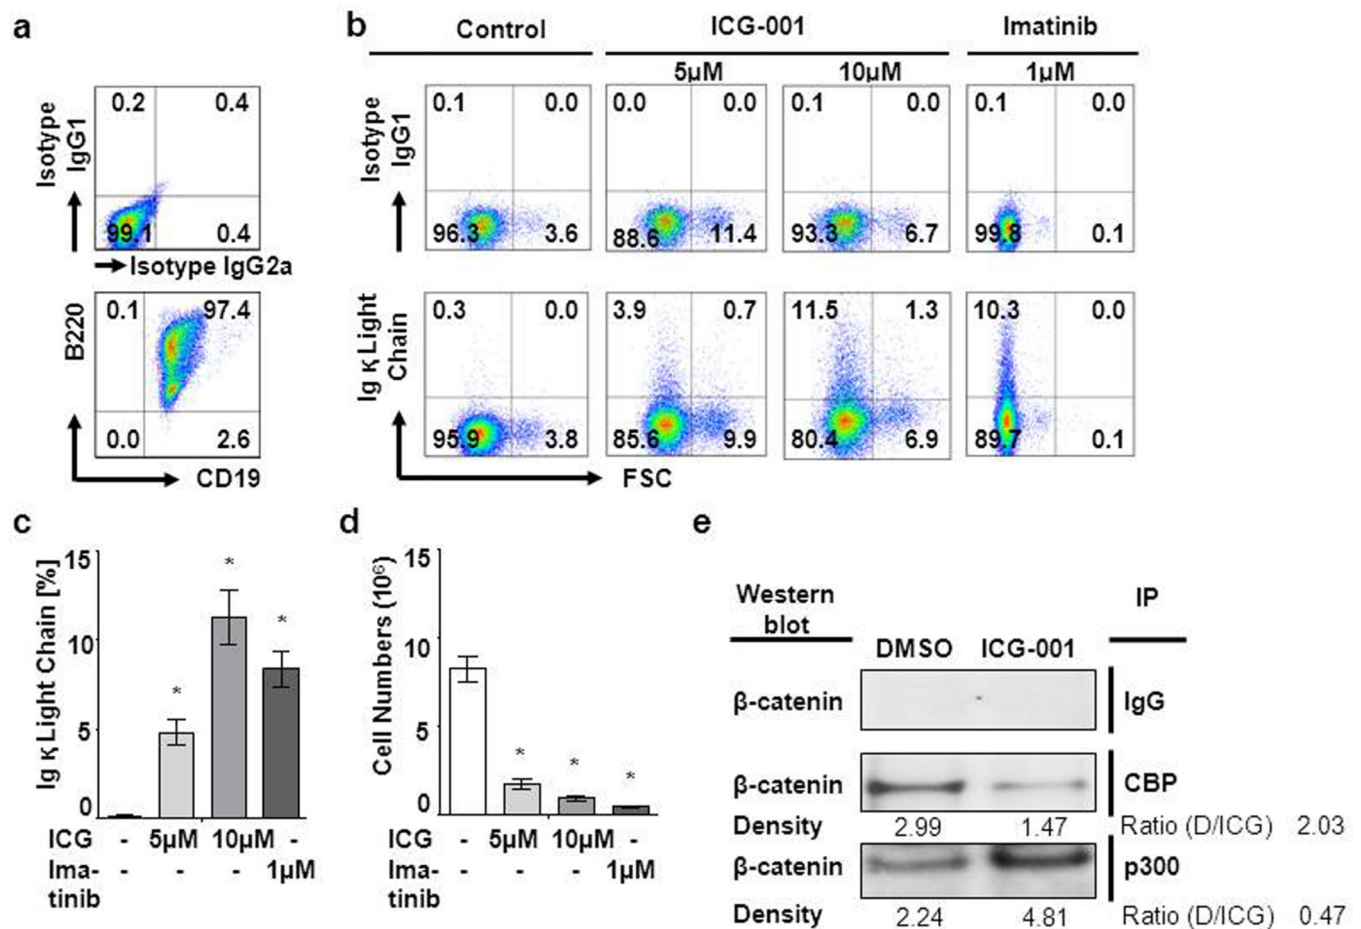 a
Isotype
IgG1
0.2 0.4
99.1 0.4
Isotype IgG2a
B220
0.1 97.4
0.0 2.6
CD19
b
Control ICG-001 Imatinib
5µM 10µM 1µM
Isotype
IgG1
0.1 0.0 0.0 0.0 0.1 0.0 0.1 0.0
96.3 3.6 88.6 11.4 93.3 6.7 99.8 0.1
Ig κ Light
Chain
0.3 0.0 3.9 0.7 11.5 1.3 10.3 0.0
95.9 3.8 85.6 9.9 80.4 6.9 89.7 0.1
FSC
c
Ig κ Light Chain [%]
15
10
5
0
* * *
ICG - 5µM 10µM -
Ima- - - - 1µM
tinib
d
Cell Numbers (10⁶)
15
10
5
0
* * *
ICG - 5µM 10µM -
Ima- - - - 1µM
tinib
e
Western
blot
IP
DMSO ICG-001
β-catenin IgG
β-catenin CBP
Density 2.99 1.47 Ratio (D/ICG) 2.03
β-catenin p300
Density 2.24 4.81 Ratio (D/ICG) 0.47